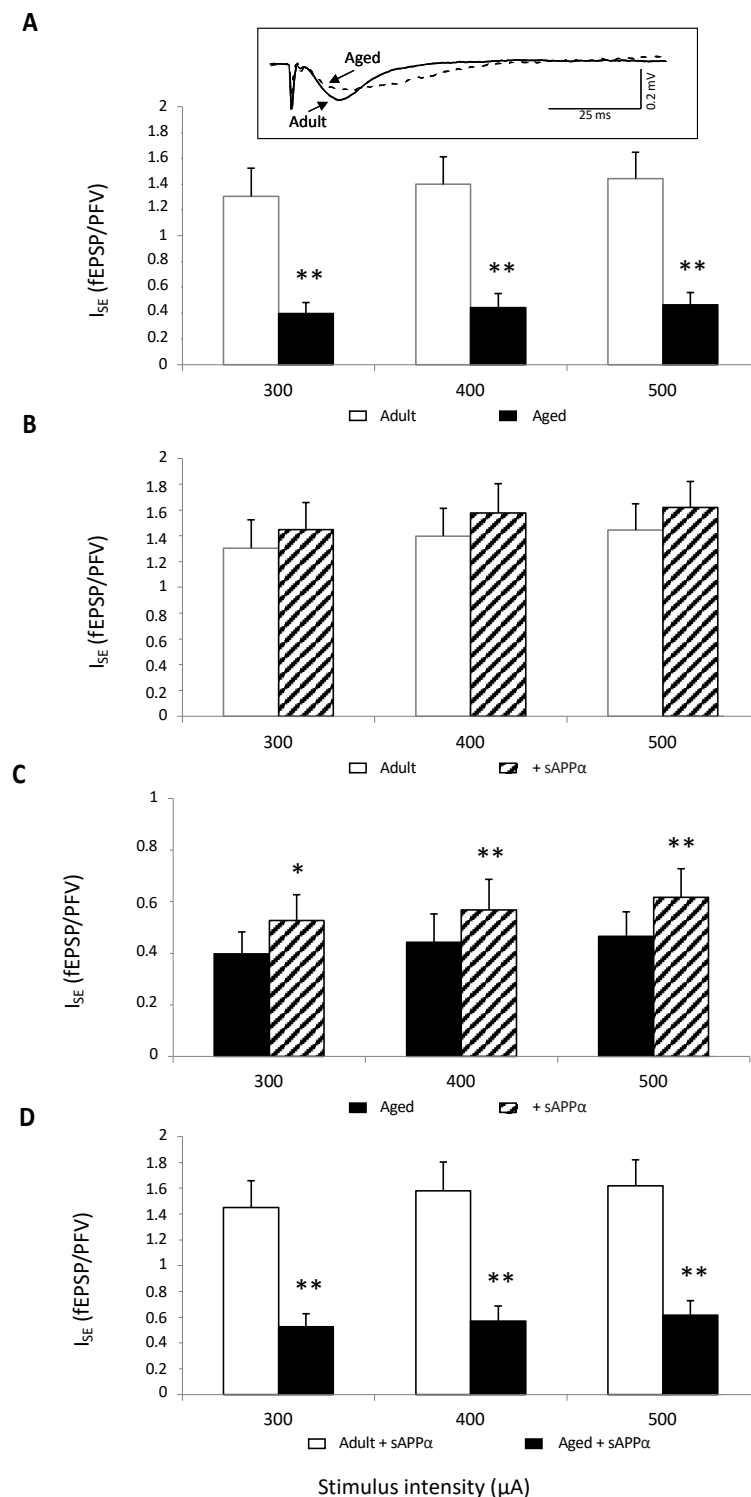 A
Aged
Adult
0.2 mV
25 ms
2
1.8
1.6
1.4
1.2
1
0.8
0.6
0.4
0.2
0
I_SE (fEPSP/PFV)
** ** **
300 400 500
Adult Aged
B
2
1.8
1.6
1.4
1.2
1
0.8
0.6
0.4
0.2
0
I_SE (fEPSP/PFV)
300 400 500
Adult + sAPPα
C
1
0.8
0.6
0.4
0.2
0
I_SE (fEPSP/PFV)
* ** **
300 400 500
Aged + sAPPα
D
2
1.8
1.6
1.4
1.2
1
0.8
0.6
0.4
0.2
0
I_SE (fEPSP/PFV)
** ** **
300 400 500
Adult + sAPPα Aged + sAPPα
Stimulus intensity (μA)